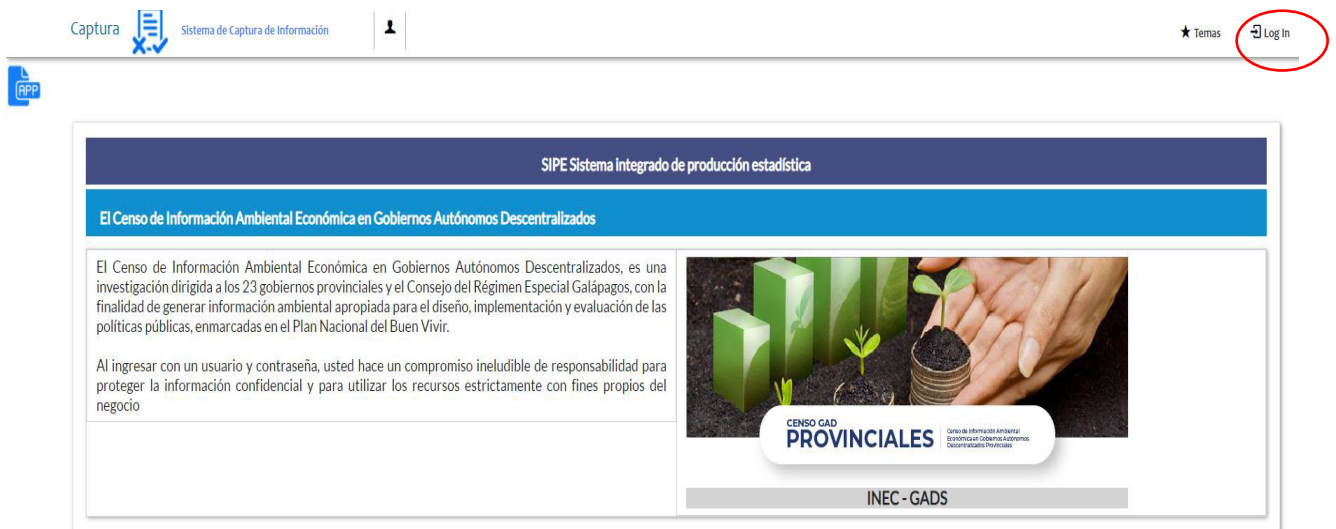 Captura
Sistema de Captura de Información
Temas
Log In
APP
SIPE Sistema integrado de producción estadística
El Censo de Información Ambiental Económica en Gobiernos Autónomos Descentralizados
El Censo de Información Ambiental Económica en Gobiernos Autónomos Descentralizados, es una
investigación dirigida a los 23 gobiernos provinciales y el Consejo del Régimen Especial Galápagos, con la
finalidad de generar información ambiental apropiada para el diseño, implementación y evaluación de las
políticas públicas, enmarcadas en el Plan Nacional del Buen Vivir.
Al ingresar con un usuario y contraseña, usted hace un compromiso ineludible de responsabilidad para
proteger la información confidencial y para utilizar los recursos estrictamente con fines propios del
negocio
CENSO GAD
PROVINCIALES
Censo de Información Ambiental
Económica en Gobiernos Autónomos
Descentralizados Provinciales
INEC - GADS